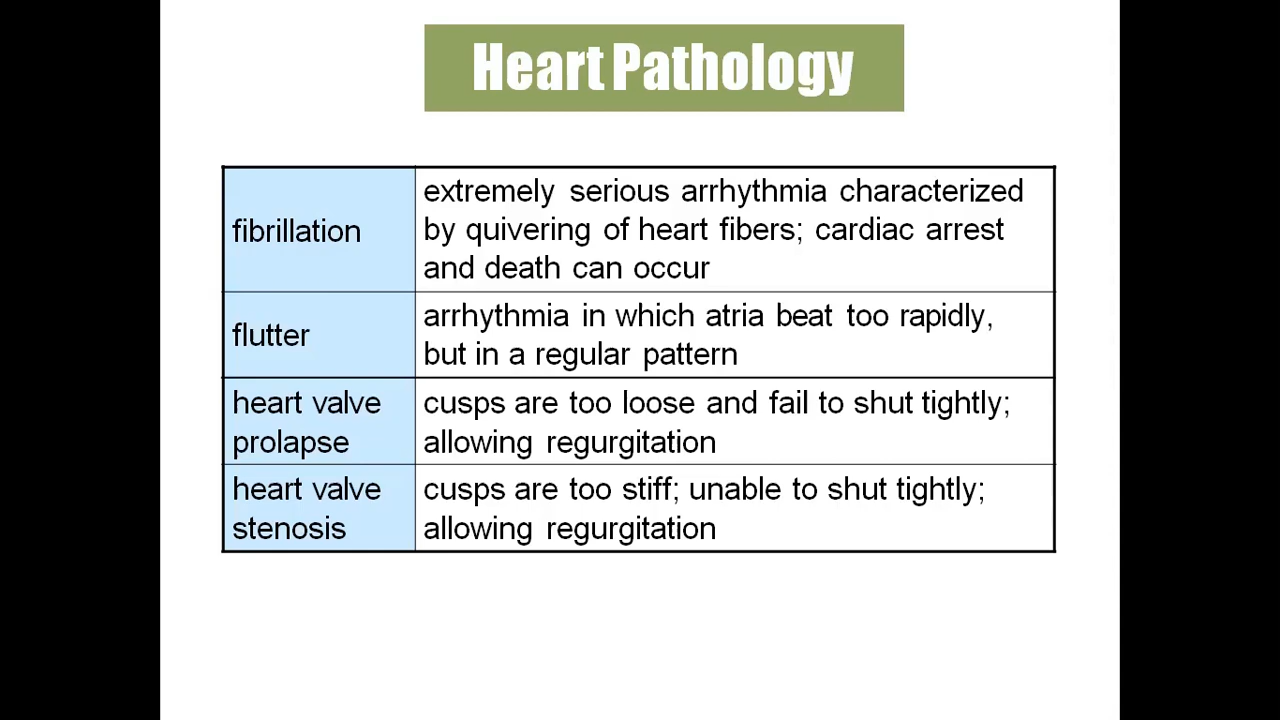 Heart Pathology
fibrillation
extremely serious arrhythmia characterized
by quivering of heart fibers; cardiac arrest
and death can occur
flutter
arrhythmia in which atria beat too rapidly,
but in a regular pattern
heart valve
prolapse
cusps are too loose and fail to shut tightly;
allowing regurgitation
heart valve
stenosis
cusps are too stiff; unable to shut tightly;
allowing regurgitation